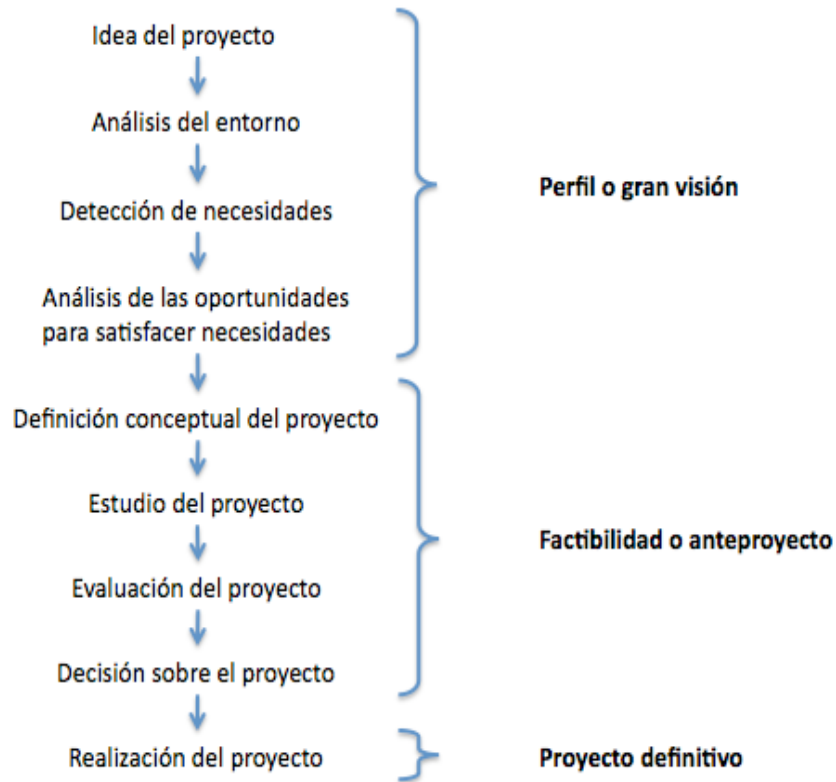 Idea del proyecto
Análisis del entorno
Detección de necesidades
Análisis de las oportunidades
para satisfacer necesidades
Perfil o gran visión
Definición conceptual del proyecto
Estudio del proyecto
Evaluación del proyecto
Decisión sobre el proyecto
Factibilidad o anteproyecto
Realización del proyecto
Proyecto definitivo